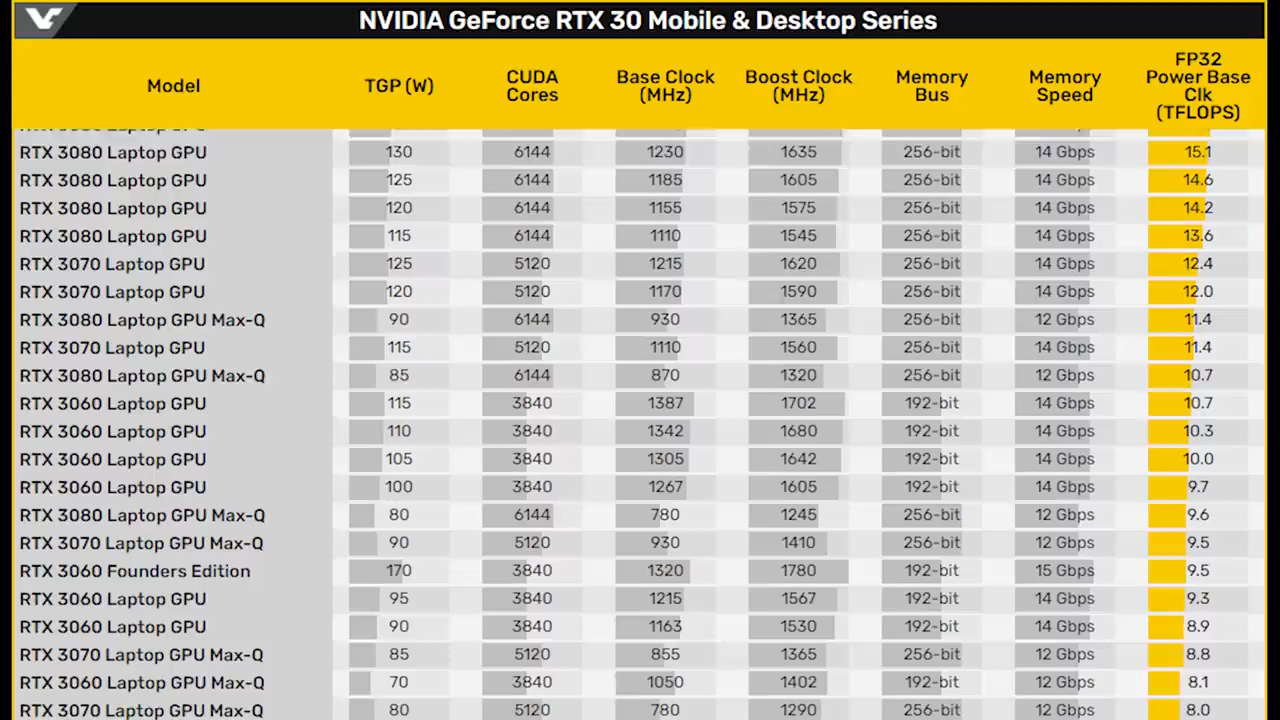 NVIDIA GeForce RTX 30 Mobile & Desktop Series
Model TGP (W) CUDA Cores Base Clock (MHz) Boost Clock (MHz) Memory Bus Memory Speed FP32 Power Base Clk (TFLOPS)
RTX 3080 Laptop GPU 130 6144 1230 1635 256-bit 14 Gbps 15.1
RTX 3080 Laptop GPU 125 6144 1185 1605 256-bit 14 Gbps 14.6
RTX 3080 Laptop GPU 120 6144 1155 1575 256-bit 14 Gbps 14.2
RTX 3080 Laptop GPU 115 6144 1110 1545 256-bit 14 Gbps 13.6
RTX 3070 Laptop GPU 125 5120 1215 1620 256-bit 14 Gbps 12.4
RTX 3070 Laptop GPU 120 5120 1170 1590 256-bit 14 Gbps 12.0
RTX 3080 Laptop GPU Max-Q 90 6144 930 1365 256-bit 12 Gbps 11.4
RTX 3070 Laptop GPU 115 5120 1110 1560 256-bit 14 Gbps 11.4
RTX 3080 Laptop GPU Max-Q 85 6144 870 1320 256-bit 12 Gbps 10.7
RTX 3060 Laptop GPU 115 3840 1387 1702 192-bit 14 Gbps 10.7
RTX 3060 Laptop GPU 110 3840 1342 1680 192-bit 14 Gbps 10.3
RTX 3060 Laptop GPU 105 3840 1305 1642 192-bit 14 Gbps 10.0
RTX 3060 Laptop GPU 100 3840 1267 1605 192-bit 14 Gbps 9.7
RTX 3080 Laptop GPU Max-Q 80 6144 780 1245 256-bit 12 Gbps 9.6
RTX 3070 Laptop GPU Max-Q 90 5120 930 1410 256-bit 12 Gbps 9.5
RTX 3060 Founders Edition 170 3840 1320 1780 192-bit 15 Gbps 9.5
RTX 3060 Laptop GPU 95 3840 1215 1567 192-bit 14 Gbps 9.3
RTX 3060 Laptop GPU 90 3840 1163 1530 192-bit 14 Gbps 8.9
RTX 3070 Laptop GPU Max-Q 85 5120 855 1365 256-bit 12 Gbps 8.8
RTX 3060 Laptop GPU Max-Q 70 3840 1050 1402 192-bit 12 Gbps 8.1
RTX 3070 Laptop GPU Max-Q 80 5120 780 1290 256-bit 12 Gbps 8.0